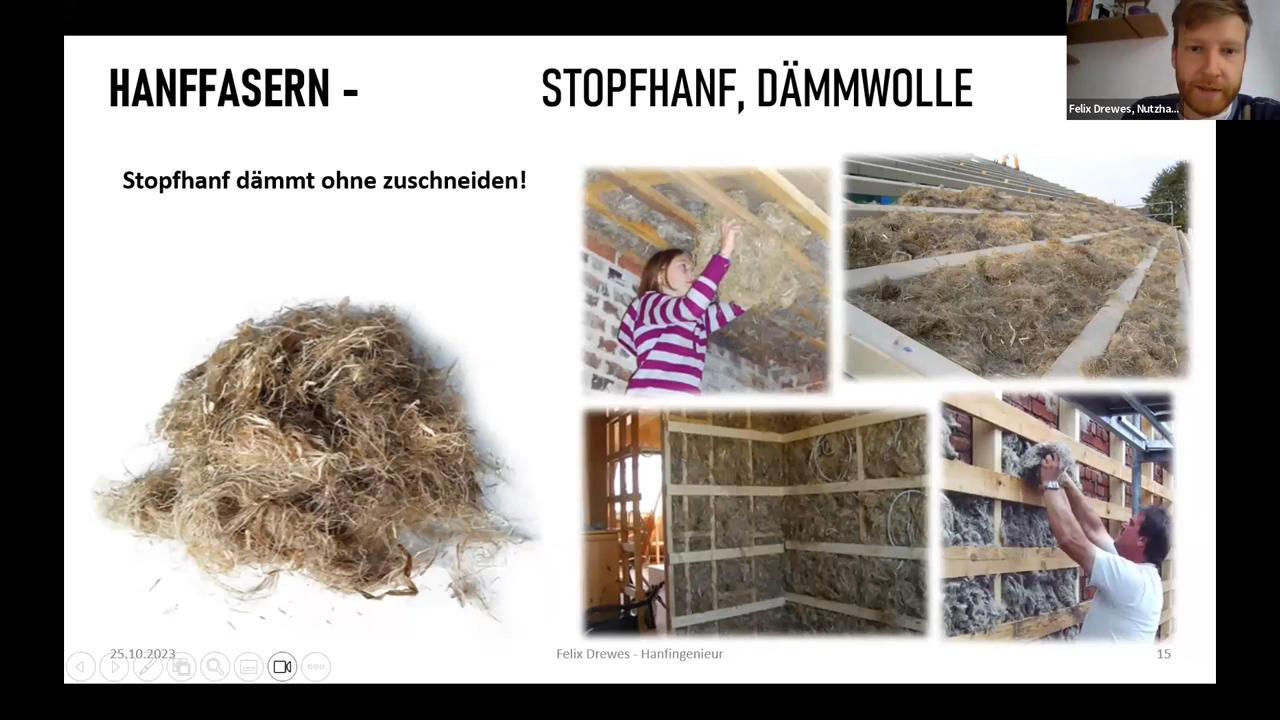 HANFFASERN - STOPFHANF, DÄMMWOLLE
Felix Drewes, Nutzha...
Stopfhanf dämmt ohne zuschneiden!
25.10.2023 Felix Drewes - Hanfingenieur 15